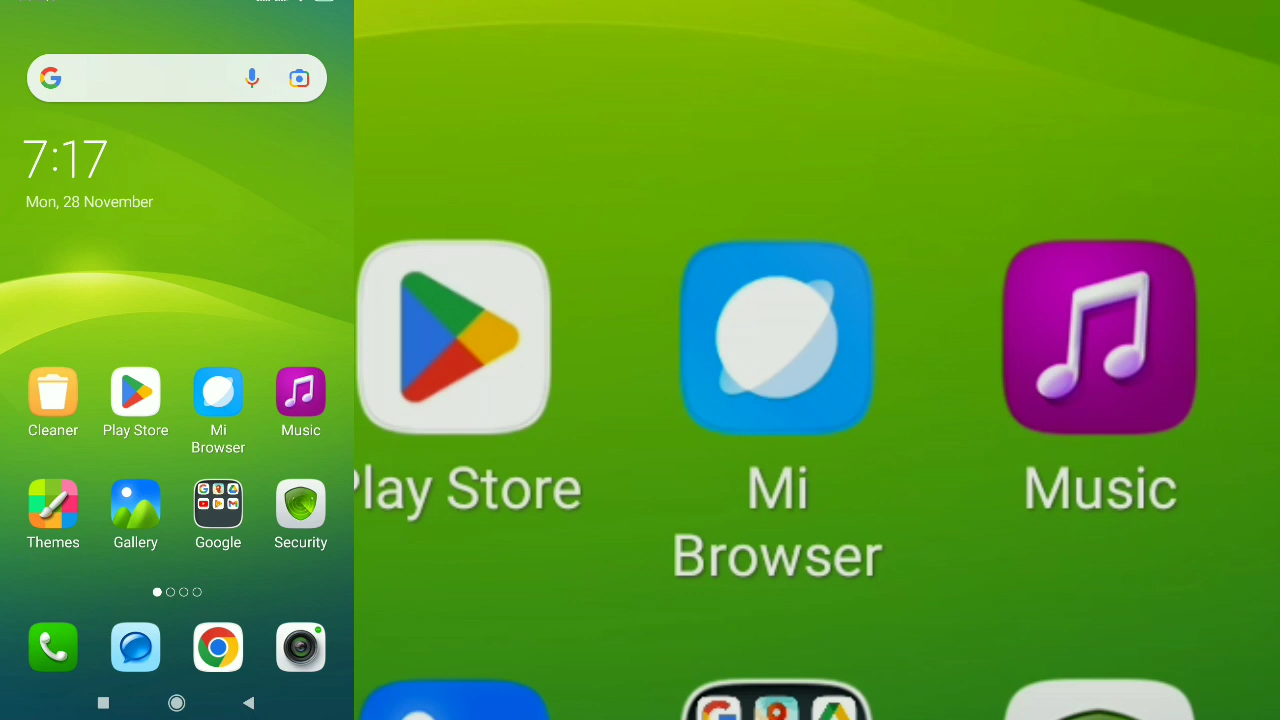 7:17
Mon, 28 November
Cleaner
Play Store
Mi
Browser
Music
Themes
Gallery
Google
Security
Play Store
Mi
Browser
Music